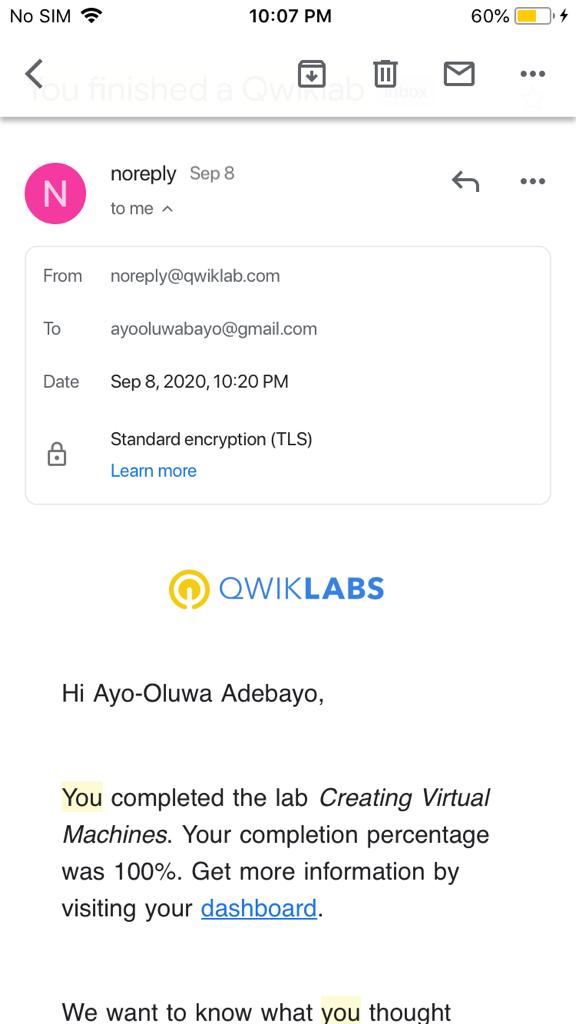 No SIM 10:07 PM 60%
You finished a Qwiklab Inbox
N noreply Sep 8
to me
From noreply@qwiklab.com
To ayooluwabayo@gmail.com
Date Sep 8, 2020, 10:20 PM
Standard encryption (TLS)
Learn more
QWIKLABS
Hi Ayo-Oluwa Adebayo,
You completed the lab Creating Virtual
Machines. Your completion percentage
was 100%. Get more information by
visiting your dashboard.
We want to know what you thought